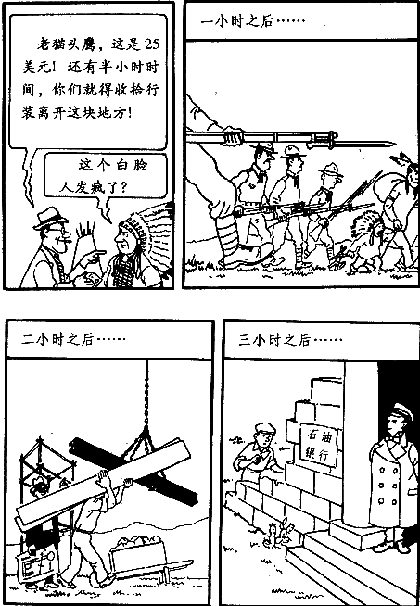 老猫头鹰，这是25
美元！还有半小时时
间，你们就得收拾行
装离开这块地方！
这个白脸
人发疯了？
一小时之后……
二小时之后……
三小时之后……
石油
银行